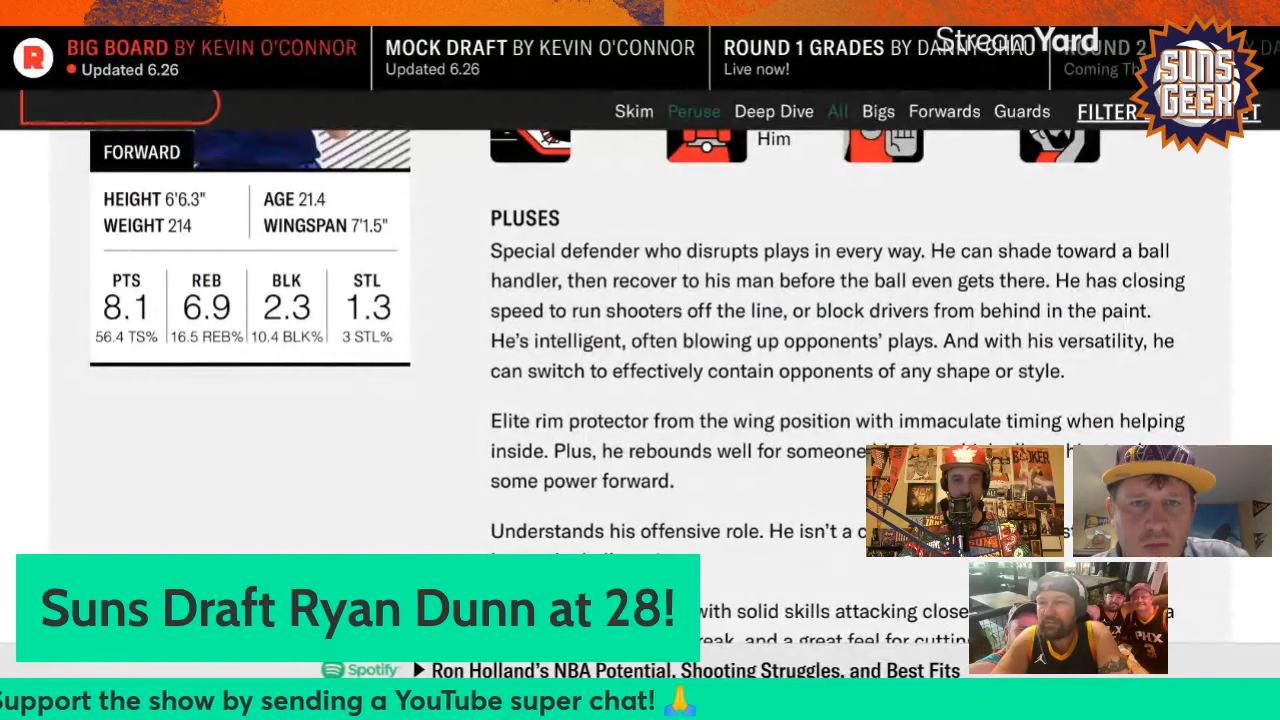 BIG BOARD BY KEVIN O'CONNOR
Updated 6.26
MOCK DRAFT BY KEVIN O'CONNOR
Updated 6.26
ROUND 1 GRADES BY DANNY CHAU
Live now!
ROUND 2
Coming Th
StreamYard
SUNS
GEEK
Skim Peruse Deep Dive All Bigs Forwards Guards FILTER
FORWARD
HEIGHT 6'6.3"
WEIGHT 214
AGE 21.4
WINGSPAN 7'1.5"
PTS REB BLK STL
8.1 6.9 2.3 1.3
56.4 TS% 16.5 REB% 10.4 BLK% 3 STL%
Him
PLUSES
Special defender who disrupts plays in every way. He can shade toward a ball
handler, then recover to his man before the ball even gets there. He has closing
speed to run shooters off the line, or block drivers from behind in the paint.
He's intelligent, often blowing up opponents' plays. And with his versatility, he
can switch to effectively contain opponents of any shape or style.
Elite rim protector from the wing position with immaculate timing when helping
inside. Plus, he rebounds well for someone
some power forward.
Understands his offensive role. He isn't a
with solid skills attacking close
and a great feel for cutting
BOOKER
PHX
3
Suns Draft Ryan Dunn at 28!
Spotify
Ron Holland's NBA Potential, Shooting Struggles, and Best Fits
Support the show by sending a YouTube super chat! 🙏